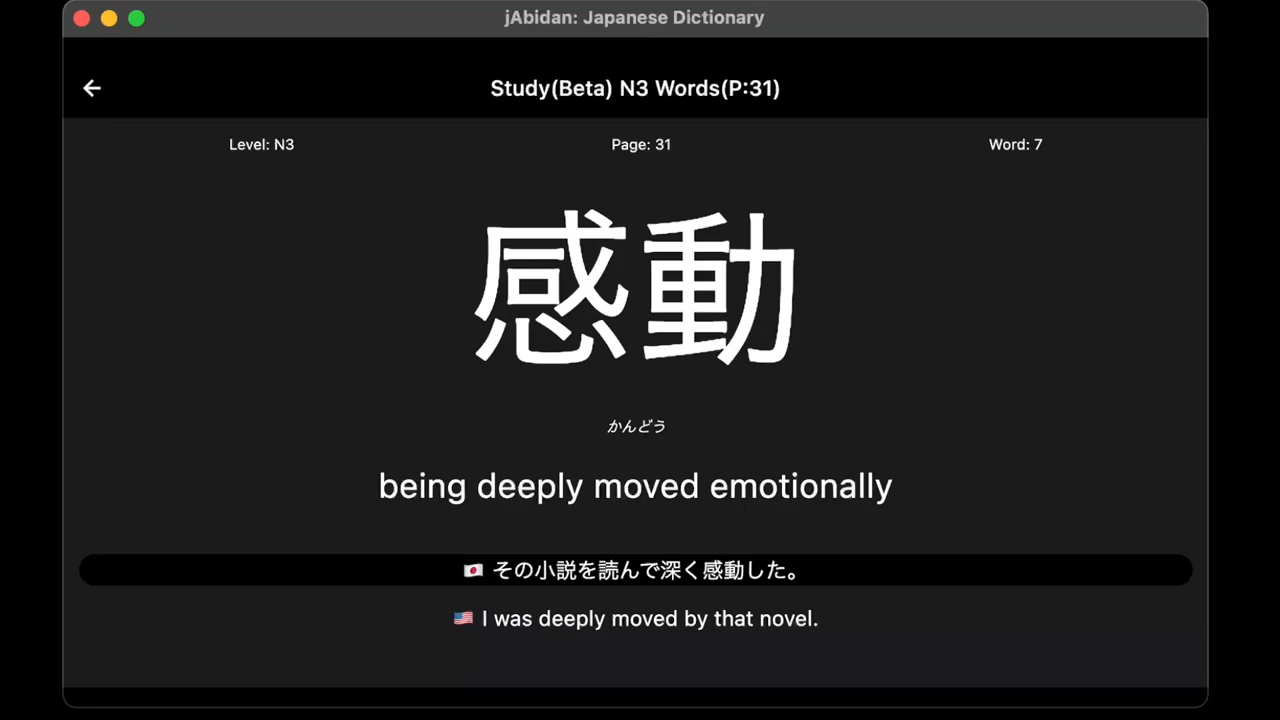 jAbidan: Japanese Dictionary
Study(Beta) N3 Words(P:31)
Level: N3
Page: 31
Word: 7
感動
かんどう
being deeply moved emotionally
🇯🇵 その小説を読んで深く感動した。
🇺🇸 I was deeply moved by that novel.